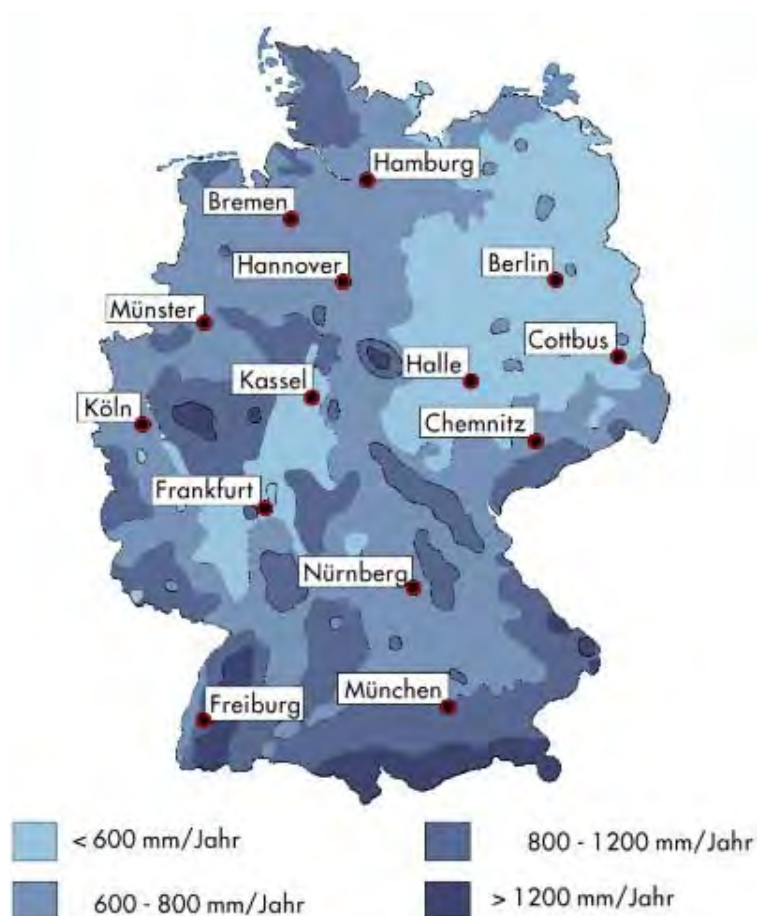 Hamburg
Bremen
Hannover
Berlin
Münster
Cottbus
Halle
Kassel
Köln
Chemnitz
Frankfurt
Nürnberg
München
Freiburg
< 600 mm/Jahr
800 - 1200 mm/Jahr
600 - 800 mm/Jahr
> 1200 mm/Jahr